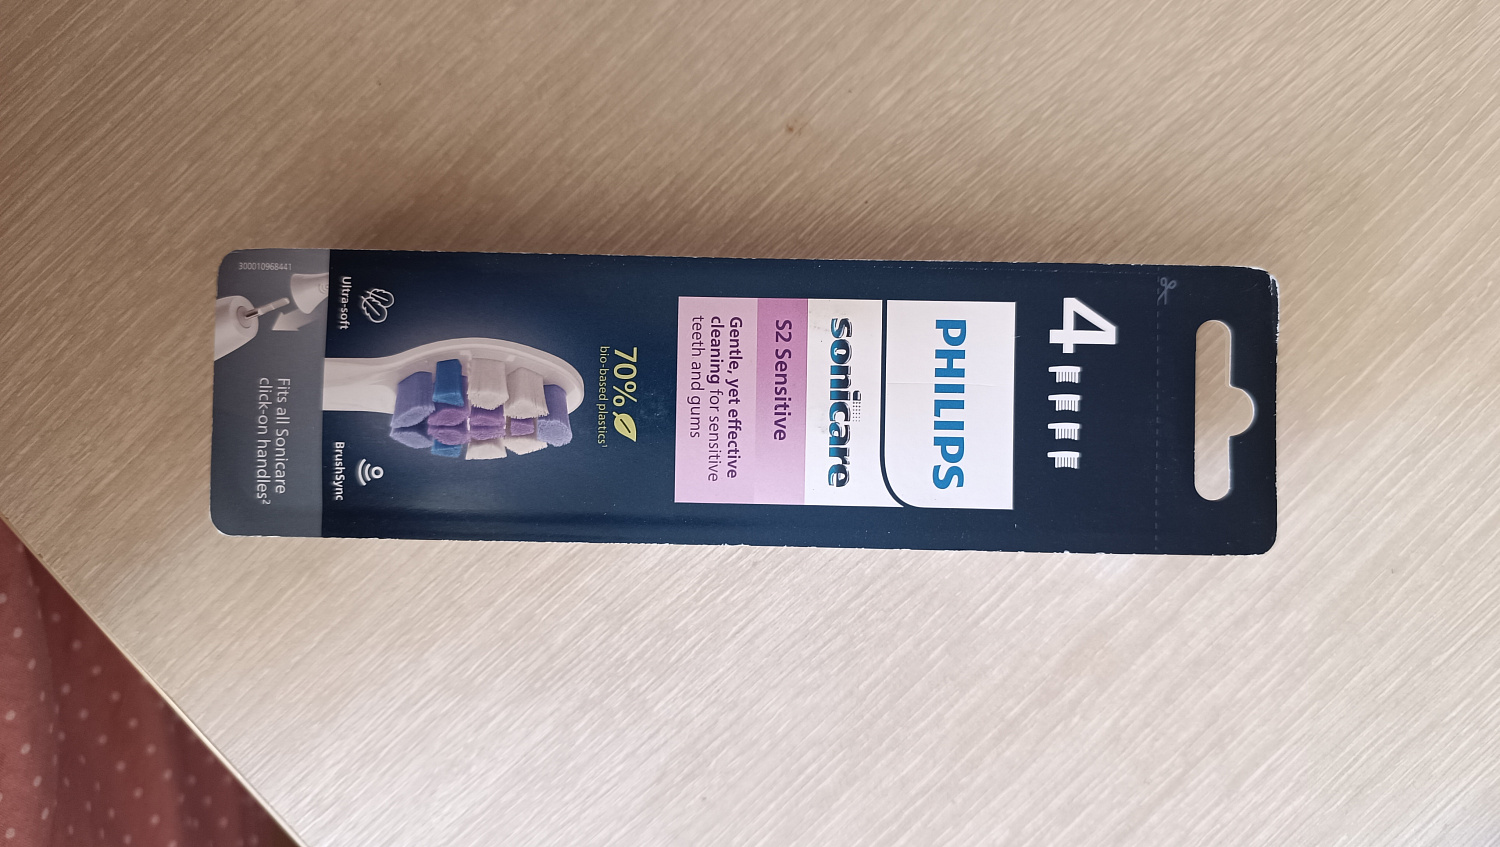 4
PHILIPS
sonicare
S2 Sensitive
Gentle, yet effective
cleaning for sensitive
teeth and gums
70%
bio-based plastics¹
Ultra-soft
BrushSync
Fits all Sonicare
click-on handles²
300010968441